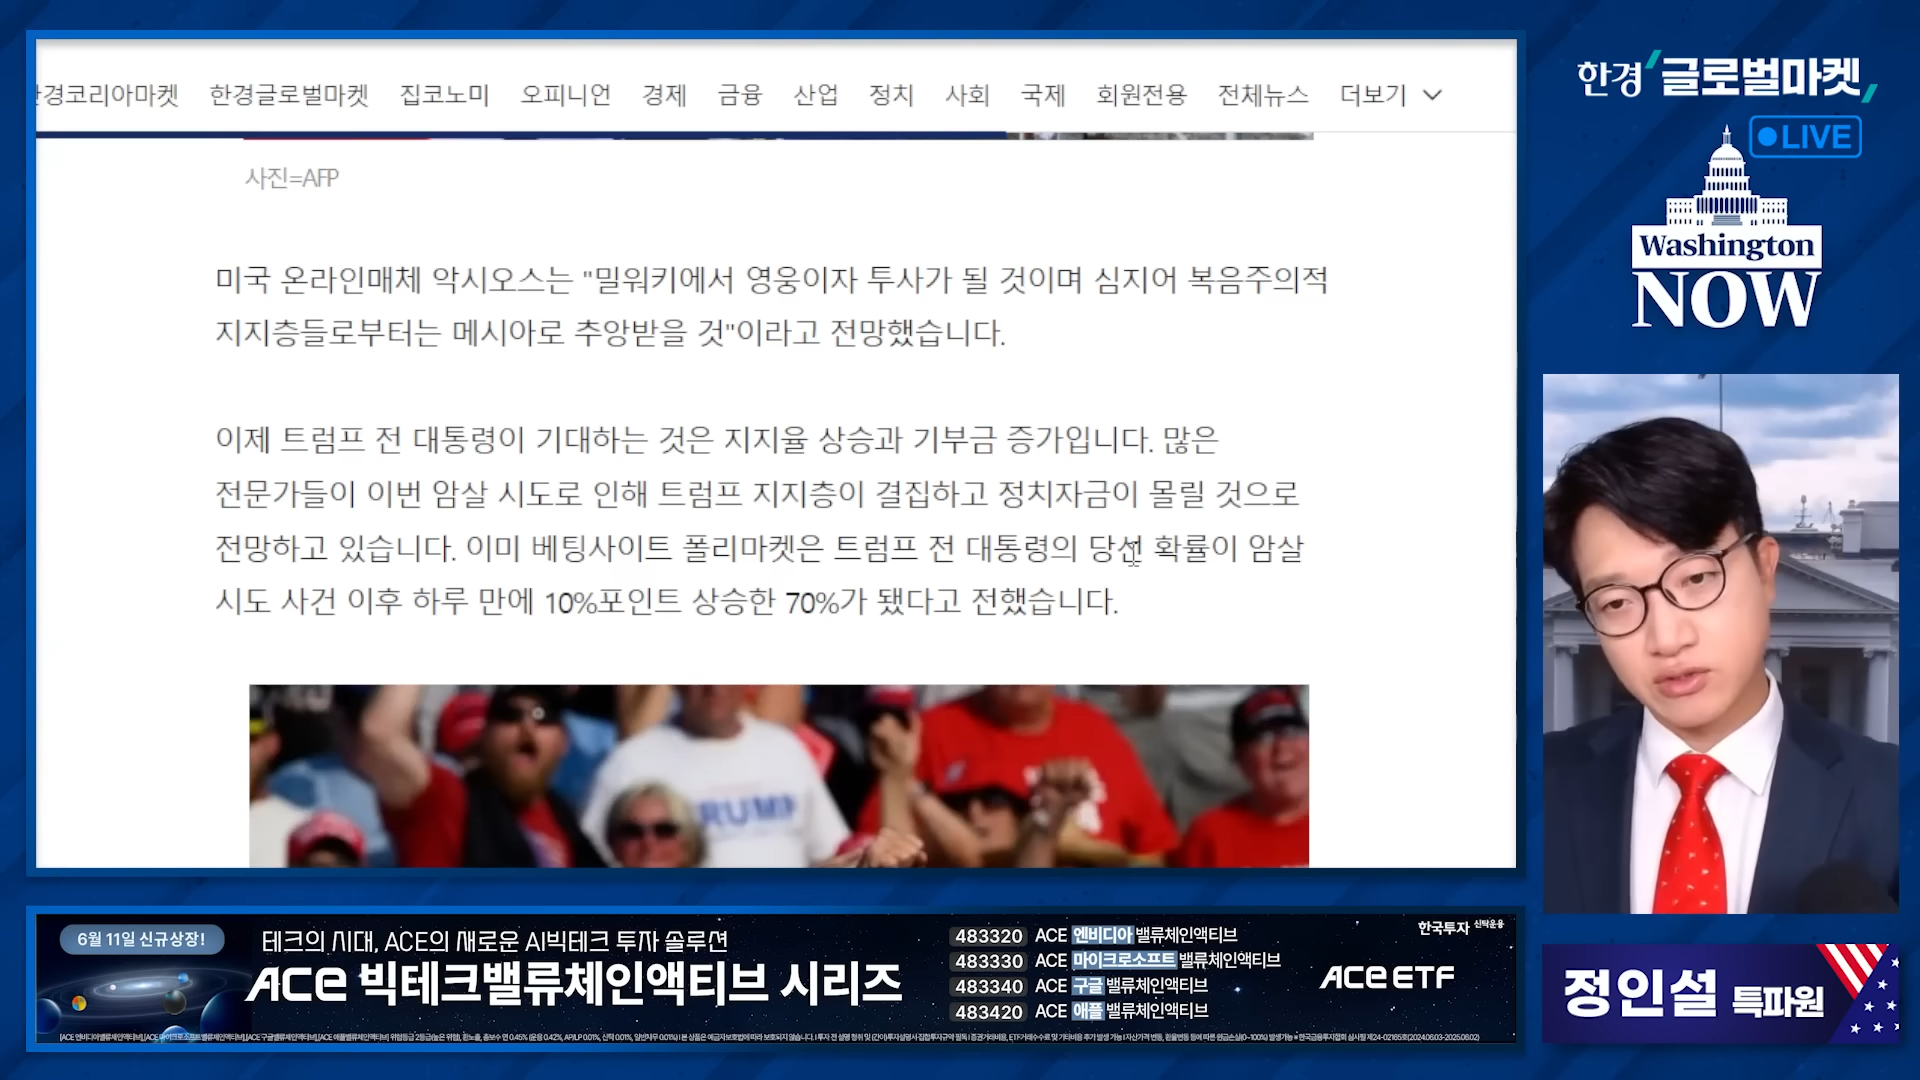 한경코리아마켓 한경글로벌마켓 집코노미 오피니언 경제 금융 산업 정치 사회 국제 회원전용 전체뉴스 더보기
사진=AFP
미국 온라인매체 악시오스는 "밀워키에서 영웅이자 투사가 될 것이며 심지어 복음주의적
지지층들로부터는 메시아로 추앙받을 것"이라고 전망했습니다.
이제 트럼프 전 대통령이 기대하는 것은 지지율 상승과 기부금 증가입니다. 많은
전문가들이 이번 암살 시도로 인해 트럼프 지지층이 결집하고 정치자금이 몰릴 것으로
전망하고 있습니다. 이미 베팅사이트 폴리마켓은 트럼프 전 대통령의 당선 확률이 암살
시도 사건 이후 하루 만에 10%포인트 상승한 70%가 됐다고 전했습니다.
RUMP
한경 글로벌마켓
LIVE
Washington
NOW
정인설 특파원
6월 11일 신규상장!
테크의 시대, ACE의 새로운 AI빅테크 투자 솔루션
ACE 빅테크밸류체인액티브 시리즈
483320 ACE 엔비디아밸류체인액티브
483330 ACE 마이크로소프트밸류체인액티브
483340 ACE 구글밸류체인액티브
483420 ACE 애플밸류체인액티브
한국투자 신탁운용
ACE ETF